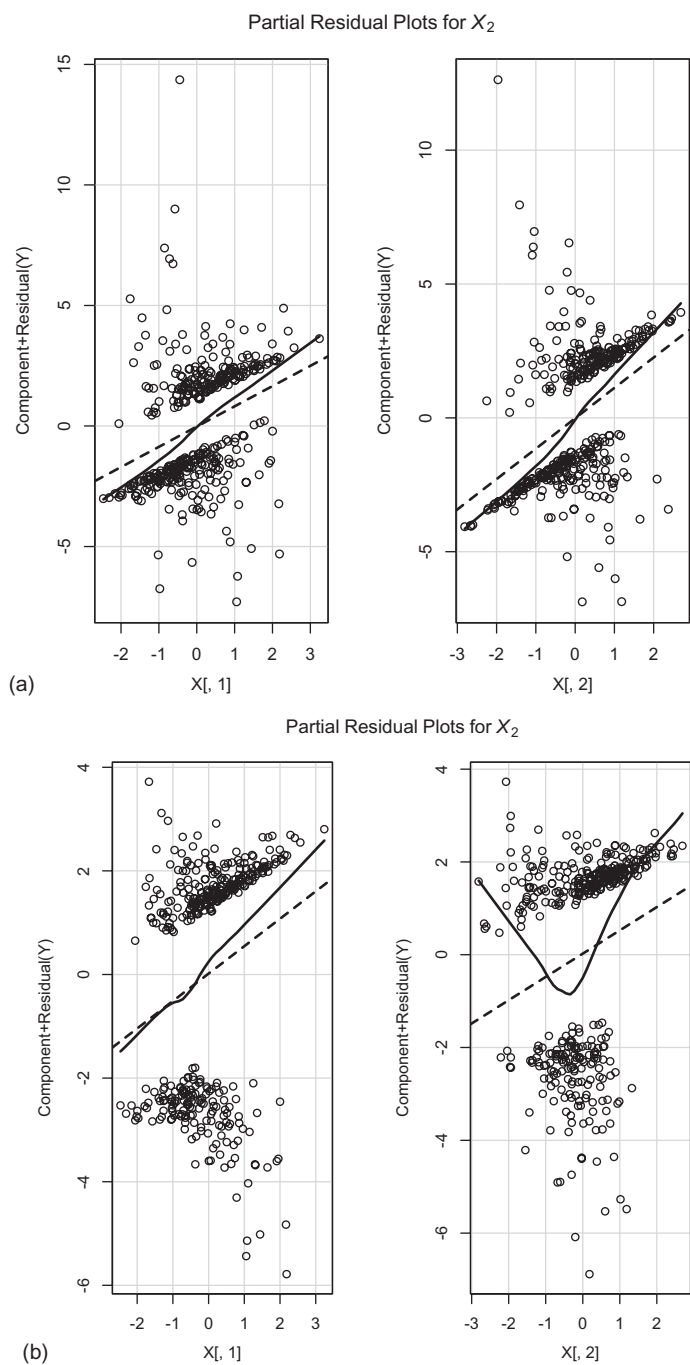 Partial Residual Plots for X2
Component+Residual(Y)
15
10
5
0
-5
-2 -1 0 1 2 3
X[, 1]
Component+Residual(Y)
10
5
0
-5
-3 -2 -1 0 1 2
X[, 2]
(a)
Partial Residual Plots for X2
Component+Residual(Y)
4
2
0
-2
-4
-6
-2 -1 0 1 2 3
X[, 1]
Component+Residual(Y)
4
2
0
-2
-4
-6
-3 -2 -1 0 1 2
X[, 2]
(b)